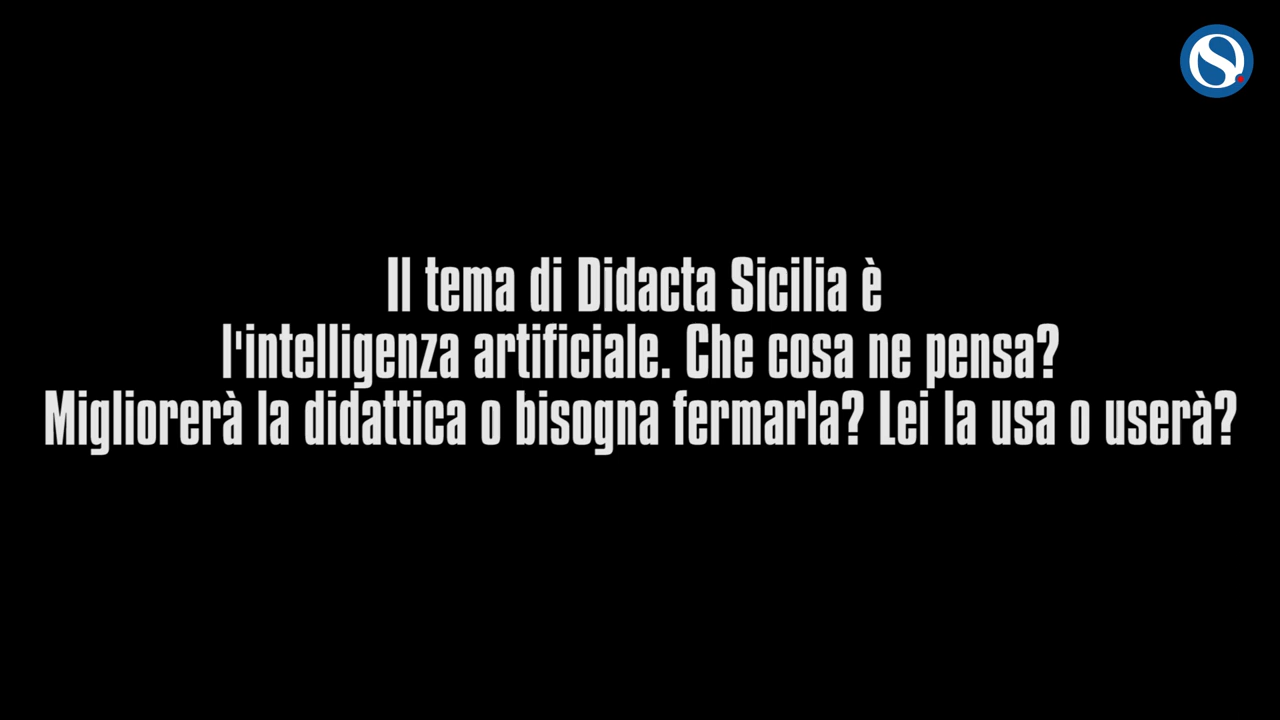 Il tema di Didacta Sicilia è
l'intelligenza artificiale. Che cosa ne pensa?
Migliorerà la didattica o bisogna fermarla? Lei la usa o userà?